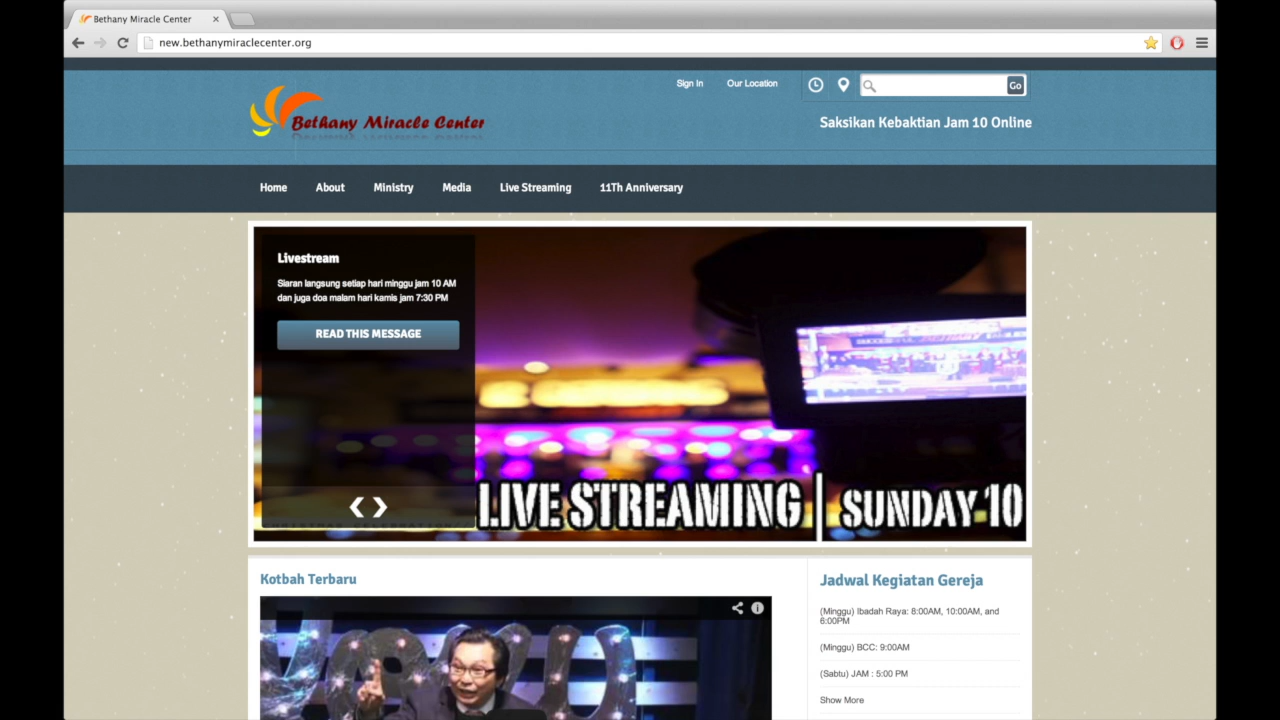 Bethany Miracle Center
new.bethanymiraclecenter.org
Sign In
Our Location
Go
Bethany Miracle Center
Saksikan Kebaktian Jam 10 Online
Home
About
Ministry
Media
Live Streaming
11Th Anniversary
Livestream
Siaran langsung setiap hari minggu jam 10 AM
dan juga doa malam hari kamis jam 7:30 PM
READ THIS MESSAGE
LIVE STREAMING | SUNDAY 10
Kotbah Terbaru
Jadwal Kegiatan Gereja
(Minggu) Ibadah Raya: 8:00AM, 10:00AM, and
6:00PM
(Minggu) BCC: 9:00AM
(Sabtu) JAM : 5:00 PM
Show More